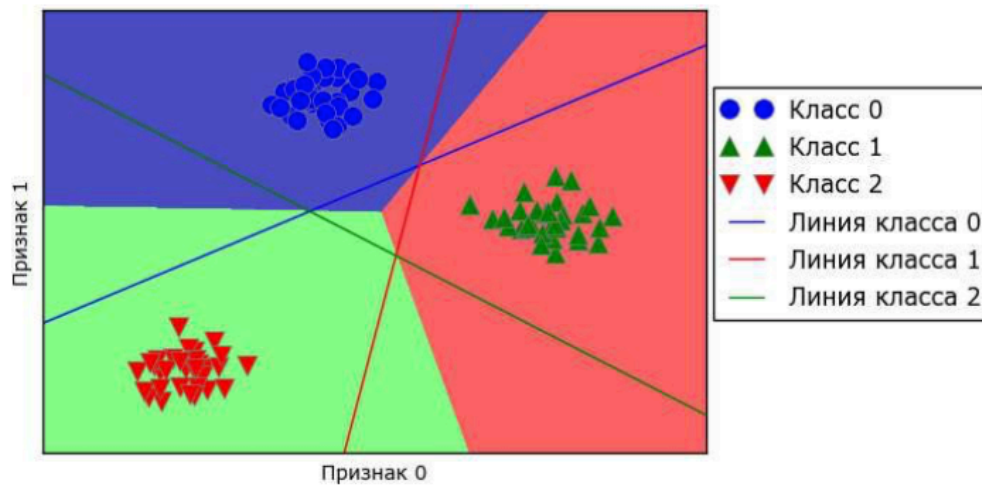 Признак 1
Признак 0
Класс 0
Класс 1
Класс 2
Линия класса 0
Линия класса 1
Линия класса 2